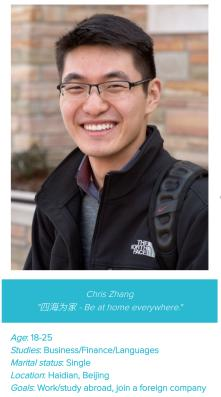 THE
NORTH
FACE
Chris Zhang
"四海为家 - Be at home everywhere."
Age: 18-25
Studies: Business/Finance/Languages
Marital status: Single
Location: Haidian, Beijing
Goals: Work/study abroad, join a foreign company